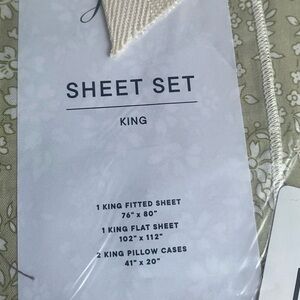 SHEET SET
KING
1 KING FITTED SHEET
76" x 80"
1 KING FLAT SHEET
102" x 112"
2 KING PILLOW CASES
41" x 20"